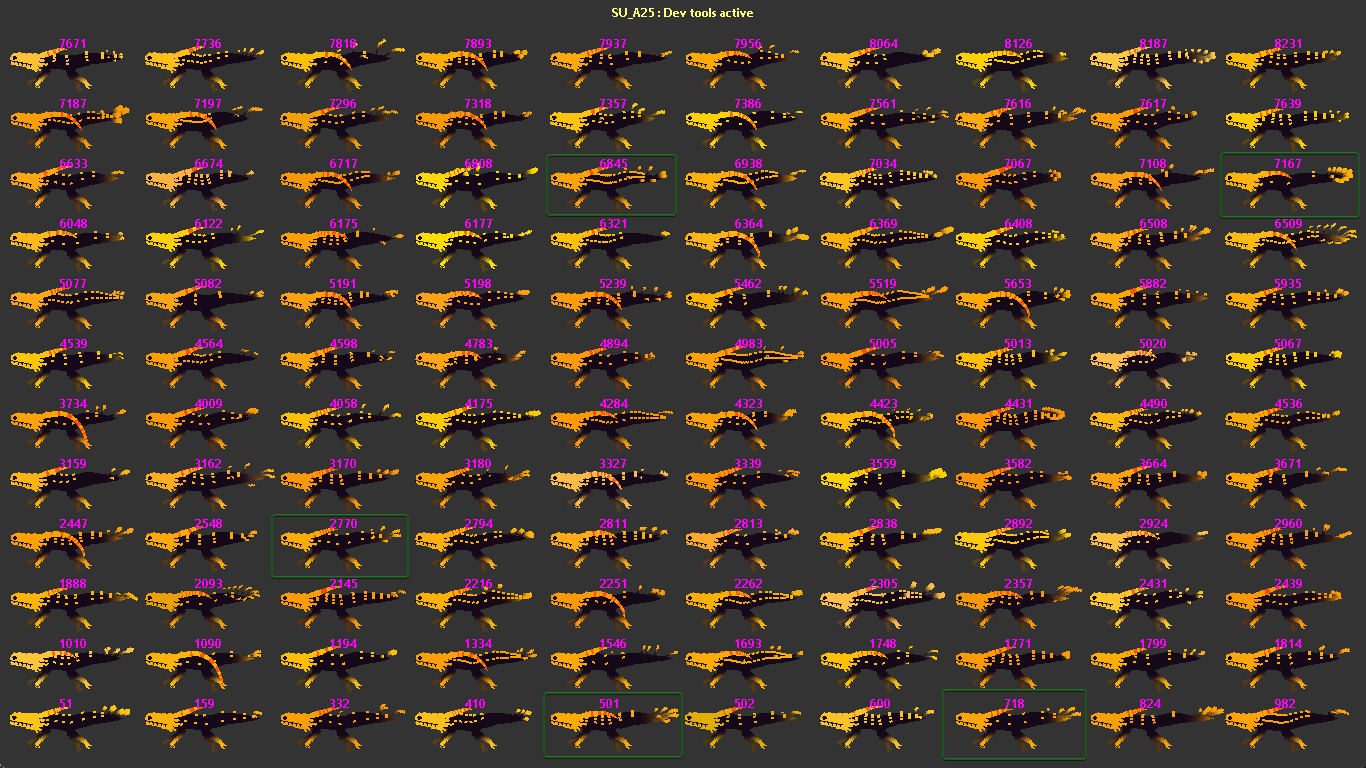 SU_A25 : Dev tools active
7671 7736 7818 7893 7937 7956 8064 8126 8187 8231
7187 7197 7296 7318 7357 7386 7561 7616 7617 7639
6633 6674 6717 6808 6845 6938 7034 7067 7108 7167
6048 6122 6175 6177 6321 6364 6369 6408 6508 6509
5077 5082 5191 5198 5239 5462 5519 5653 5882 5935
4539 4564 4598 4783 4894 4983 5005 5013 5020 5067
3734 4009 4058 4175 4284 4323 4423 4431 4490 4536
3159 3162 3170 3180 3327 3339 3559 3582 3664 3671
2447 2548 2770 2794 2811 2813 2838 2892 2924 2960
1888 2093 2145 2216 2251 2262 2305 2357 2431 2439
1010 1090 1194 1334 1546 1693 1748 1771 1799 1814
51 159 332 410 501 502 600 718 824 982